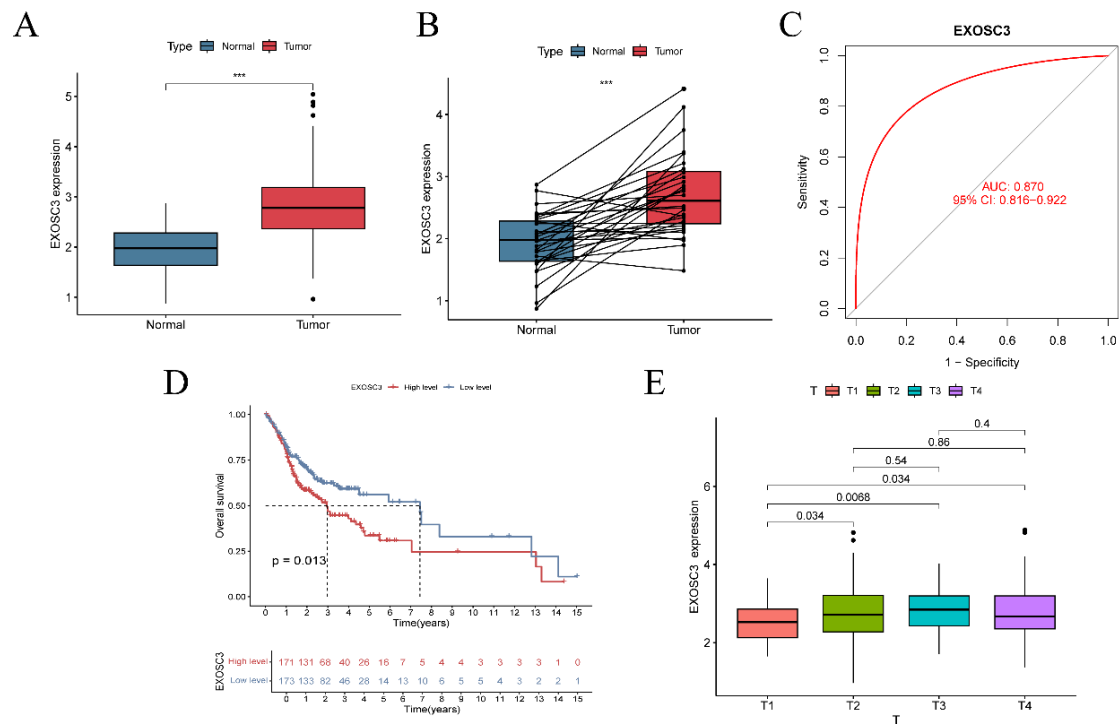 A
Type Normal Tumor
***
EXOSC3 expression
5
4
3
2
1
Normal Tumor
B
Type Normal Tumor
***
EXOSC3 expression
4
3
2
1
Normal Tumor
C
EXOSC3
Sensitivity
1.0
0.8
0.6
0.4
0.2
0.0
AUC: 0.870
95% CI: 0.816−0.922
0.0 0.2 0.4 0.6 0.8 1.0
1 − Specificity
D
EXOSC3 High level Low level
Overall survival
1.00
0.75
0.50
0.25
0.00
p = 0.013
0 1 2 3 4 5 6 7 8 9 10 11 12 13 14 15
Time(years)
EXOSC3
High level 171 131 68 40 26 16 7 5 4 4 3 3 3 3 1 0
Low level 173 133 82 46 28 14 13 10 6 5 5 4 3 2 2 1
0 1 2 3 4 5 6 7 8 9 10 11 12 13 14 15
Time(years)
E
T T1 T2 T3 T4
0.4
0.86
0.54
0.034
0.0068
0.034
EXOSC3 expression
6
4
2
T1 T2 T3 T4
T